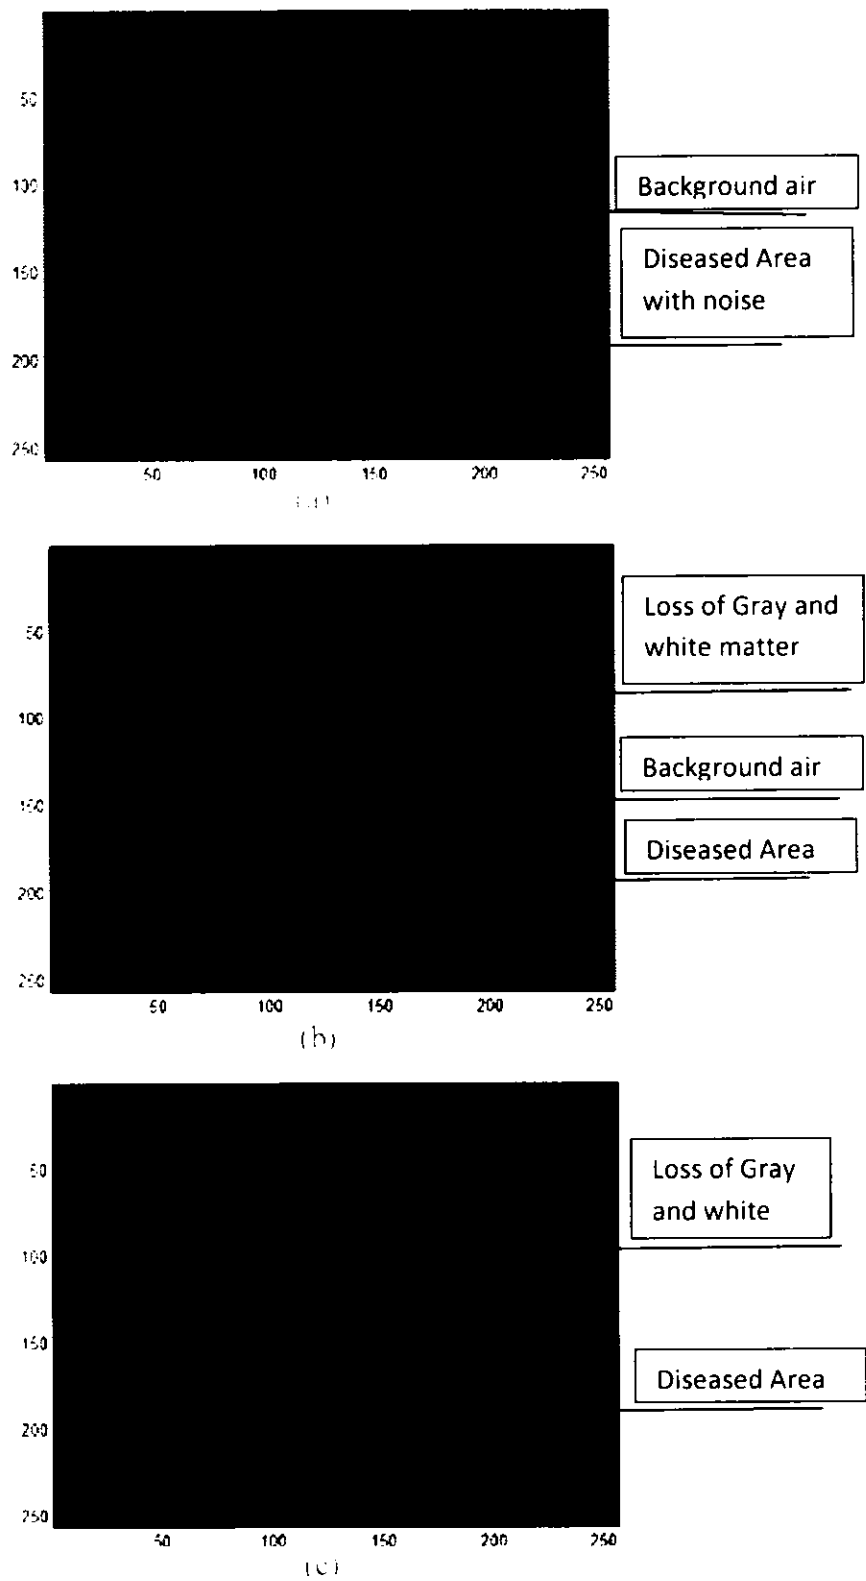 50
100
Background air
150
Diseased Area
with noise
200
250
50 100 150 200 250
50
Loss of Gray and
white matter
100
Background air
150
Diseased Area
200
250
50 100 150 200 250
(b)
50
Loss of Gray
and white
100
150
Diseased Area
200
250
50 100 150 200 250
(c)